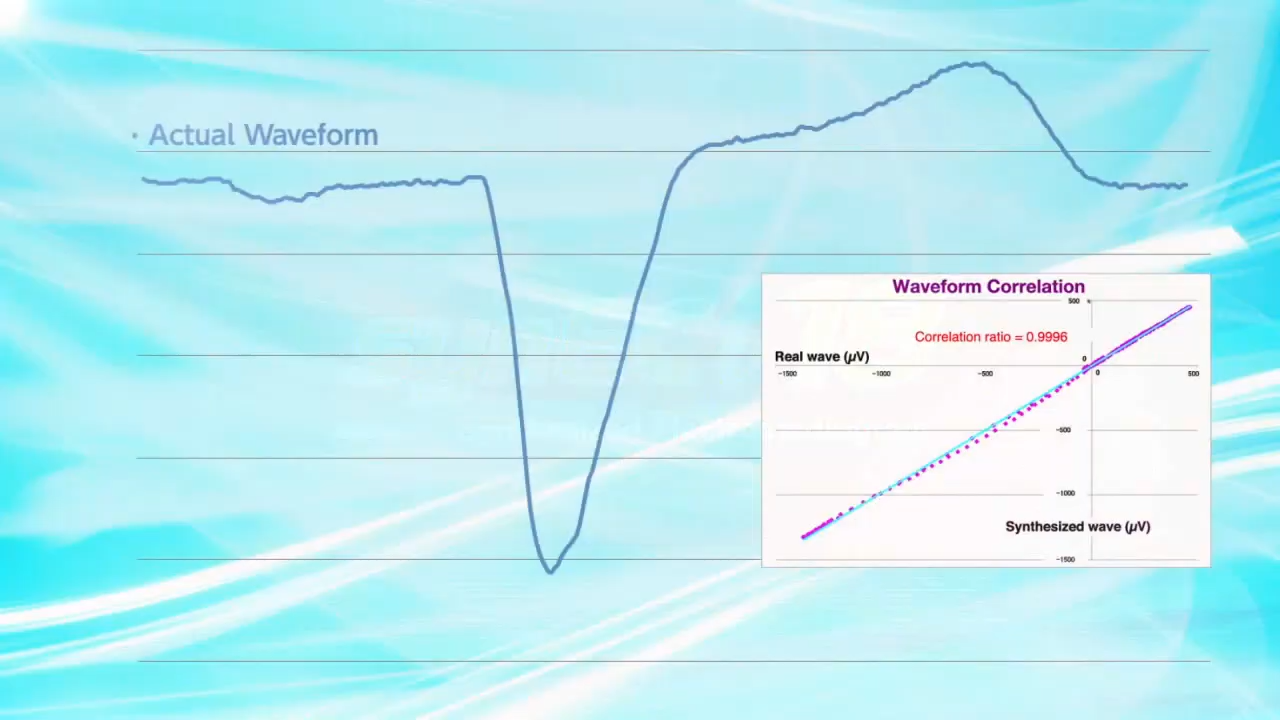 · Actual Waveform
Waveform Correlation
500
Correlation ratio = 0.9996
Real wave (µV)
0
−1500 −1000 −500 0 500
−500
−1000
Synthesized wave (µV)
−1500